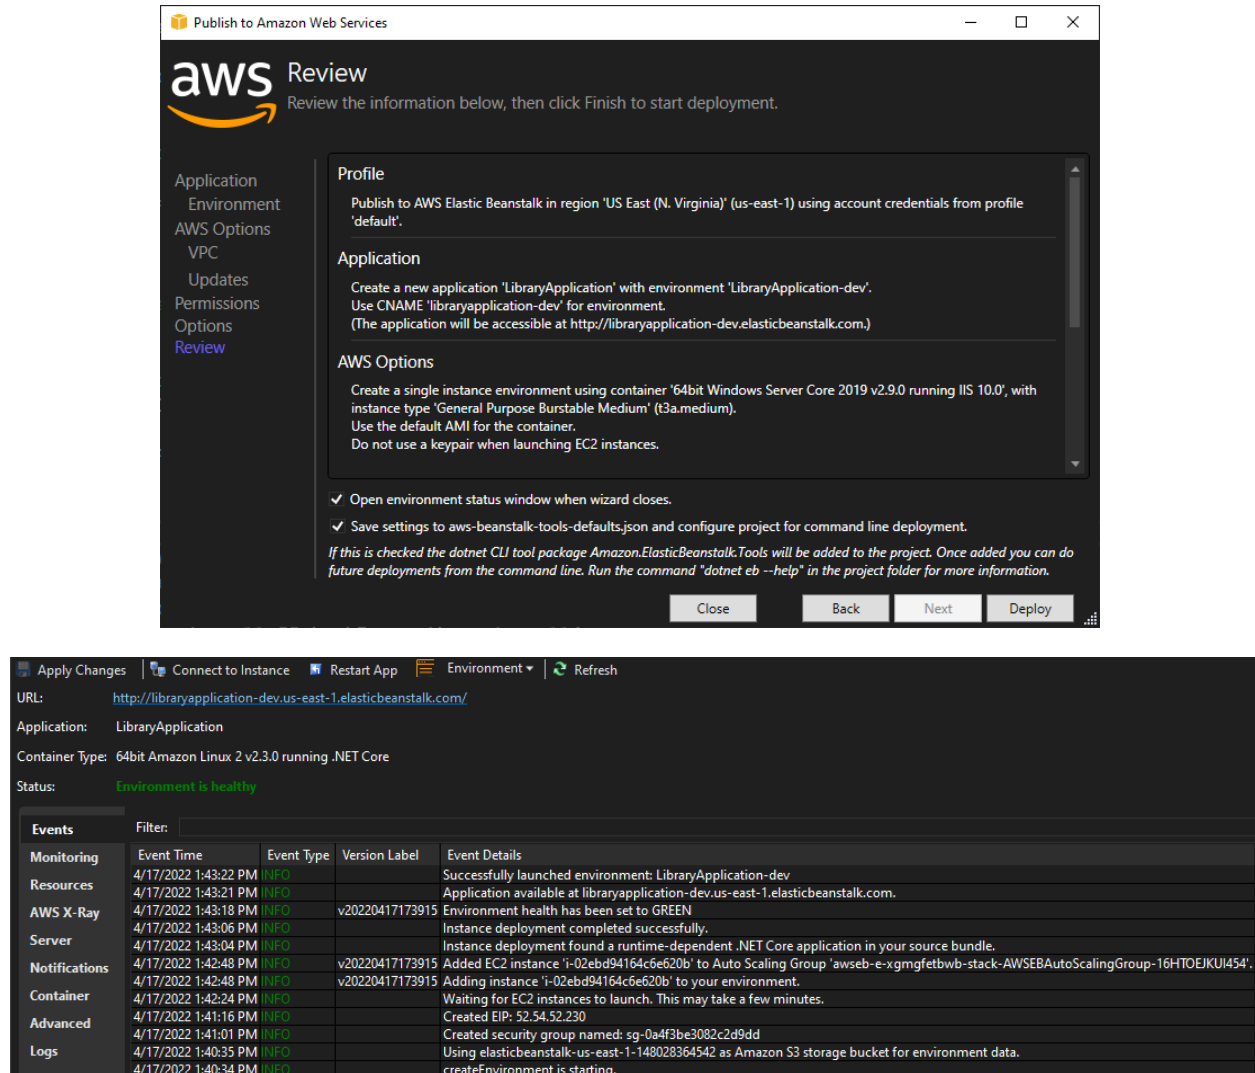 Publish to Amazon Web Services
aws
Review
Review the information below, then click Finish to start deployment.
Application
Environment
AWS Options
VPC
Updates
Permissions
Options
Review
Profile
Publish to AWS Elastic Beanstalk in region 'US East (N. Virginia)' (us-east-1) using account credentials from profile
'default'.
Application
Create a new application 'LibraryApplication' with environment 'LibraryApplication-dev'.
Use CNAME 'libraryapplication-dev' for environment.
(The application will be accessible at http://libraryapplication-dev.elasticbeanstalk.com.)
AWS Options
Create a single instance environment using container '64bit Windows Server Core 2019 v2.9.0 running IIS 10.0', with
instance type 'General Purpose Burstable Medium' (t3a.medium).
Use the default AMI for the container.
Do not use a keypair when launching EC2 instances.
Open environment status window when wizard closes.
Save settings to aws-beanstalk-tools-defaults.json and configure project for command line deployment.
If this is checked the dotnet CLI tool package Amazon.ElasticBeanstalk.Tools will be added to the project. Once added you can do
future deployments from the command line. Run the command "dotnet eb --help" in the project folder for more information.
Close Back Next Deploy
Apply Changes Connect to Instance Restart App Environment Refresh
URL: http://libraryapplication-dev.us-east-1.elasticbeanstalk.com/
Application: LibraryApplication
Container Type: 64bit Amazon Linux 2 v2.3.0 running .NET Core
Status: Environment is healthy
Events
Monitoring
Resources
AWS X-Ray
Server
Notifications
Container
Advanced
Logs
Filter:
Event Time Event Type Version Label Event Details
4/17/2022 1:43:22 PM INFO Successfully launched environment: LibraryApplication-dev
4/17/2022 1:43:21 PM INFO Application available at libraryapplication-dev.us-east-1.elasticbeanstalk.com.
4/17/2022 1:43:18 PM INFO v20220417173915 Environment health has been set to GREEN
4/17/2022 1:43:06 PM INFO Instance deployment completed successfully.
4/17/2022 1:43:04 PM INFO Instance deployment found a runtime-dependent .NET Core application in your source bundle.
4/17/2022 1:42:48 PM INFO v20220417173915 Added EC2 instance 'i-02ebd94164c6e620b' to Auto Scaling Group 'awseb-e-xgmgfetbwb-stack-AWSEBAutoScalingGroup-16HTOEJKUI454'.
4/17/2022 1:42:48 PM INFO v20220417173915 Adding instance 'i-02ebd94164c6e620b' to your environment.
4/17/2022 1:42:24 PM INFO Waiting for EC2 instances to launch. This may take a few minutes.
4/17/2022 1:41:16 PM INFO Created EIP: 52.54.52.230
4/17/2022 1:41:01 PM INFO Created security group named: sg-0a4f3be3082c2d9dd
4/17/2022 1:40:35 PM INFO Using elasticbeanstalk-us-east-1-148028364542 as Amazon S3 storage bucket for environment data.
4/17/2022 1:40:34 PM INFO createEnvironment is starting.